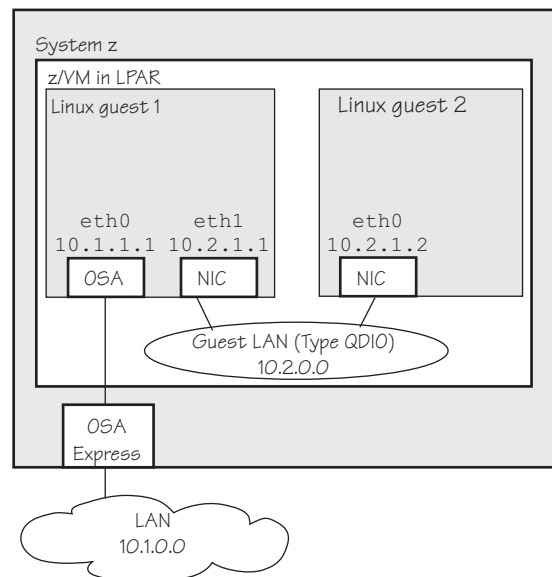 System z
z/VM in LPAR
Linux guest 1
Linux guest 2
eth0
10.1.1.1
OSA
eth1
10.2.1.1
NIC
eth0
10.2.1.2
NIC
Guest LAN (Type QDIO)
10.2.0.0
OSA
Express
LAN
10.1.0.0